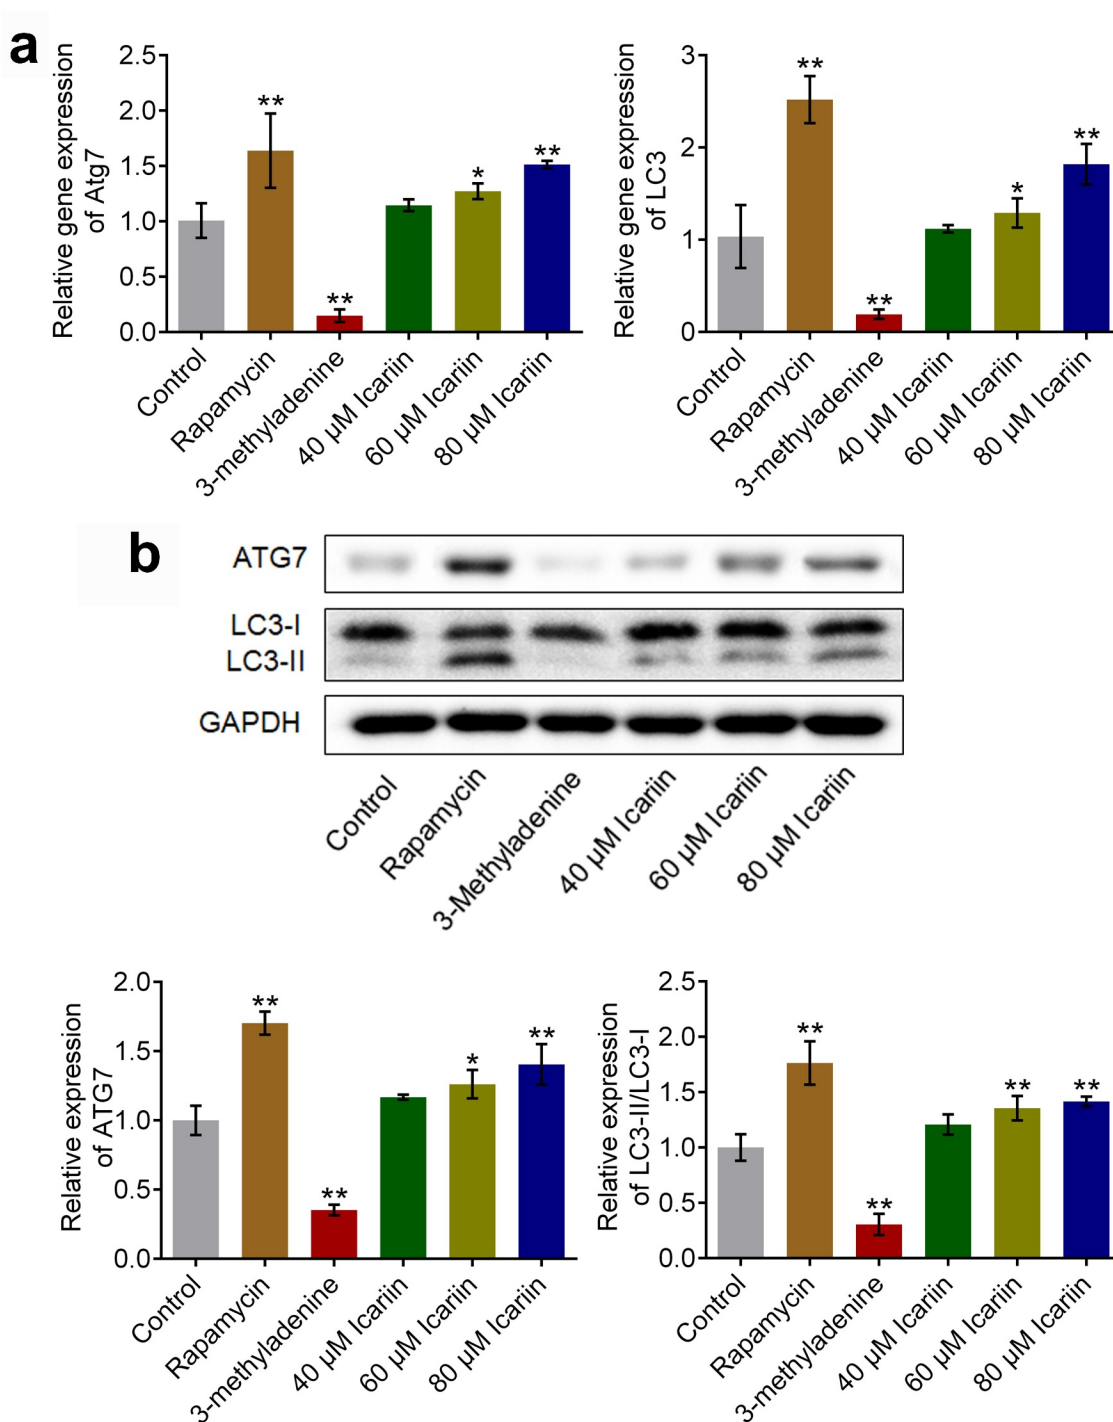 a
Relative gene expression
of Atg7
2.5
2.0
1.5
1.0
0.5
0.0
**
**
*
**
Control
Rapamycin
3-methyladenine
40 µM Icariin
60 µM Icariin
80 µM Icariin
Relative gene expression
of LC3
3
2
1
0
**
**
*
**
Control
Rapamycin
3-methyladenine
40 µM Icariin
60 µM Icariin
80 µM Icariin
b
ATG7
LC3-I
LC3-II
GAPDH
Control
Rapamycin
3-Methyladenine
40 µM Icariin
60 µM Icariin
80 µM Icariin
Relative expression
of ATG7
2.0
1.5
1.0
0.5
0.0
**
**
*
**
Control
Rapamycin
3-methyladenine
40 µM Icariin
60 µM Icariin
80 µM Icariin
Relative expression
of LC3-II/LC3-I
2.5
2.0
1.5
1.0
0.5
0.0
**
**
**
**
Control
Rapamycin
3-methyladenine
40 µM Icariin
60 µM Icariin
80 µM Icariin